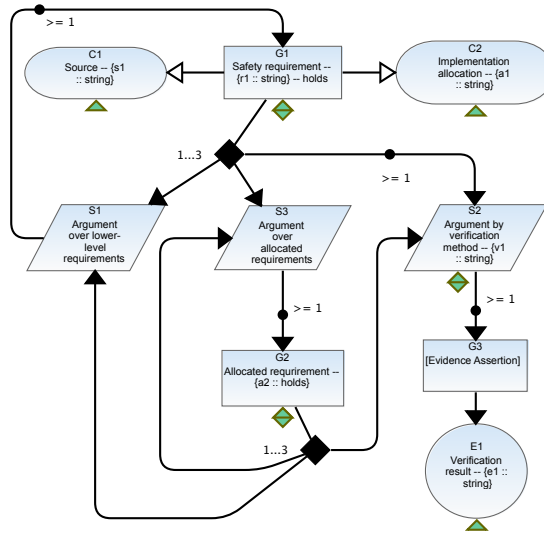 >= 1
C1
Source -- {s1
:: string}
G1
Safety requirement --
{r1 :: string} -- holds
C2
Implementation
allocation -- {a1
:: string}
1...3
>= 1
S1
Argument
over lower-
level
requirements
S3
Argument
over
allocated
requirements
S2
Argument by
verification
method -- {v1
:: string}
>= 1
>= 1
G2
Allocated requrirement --
{a2 :: holds}
G3
[Evidence Assertion]
1...3
E1
Verification
result -- {e1 ::
string}